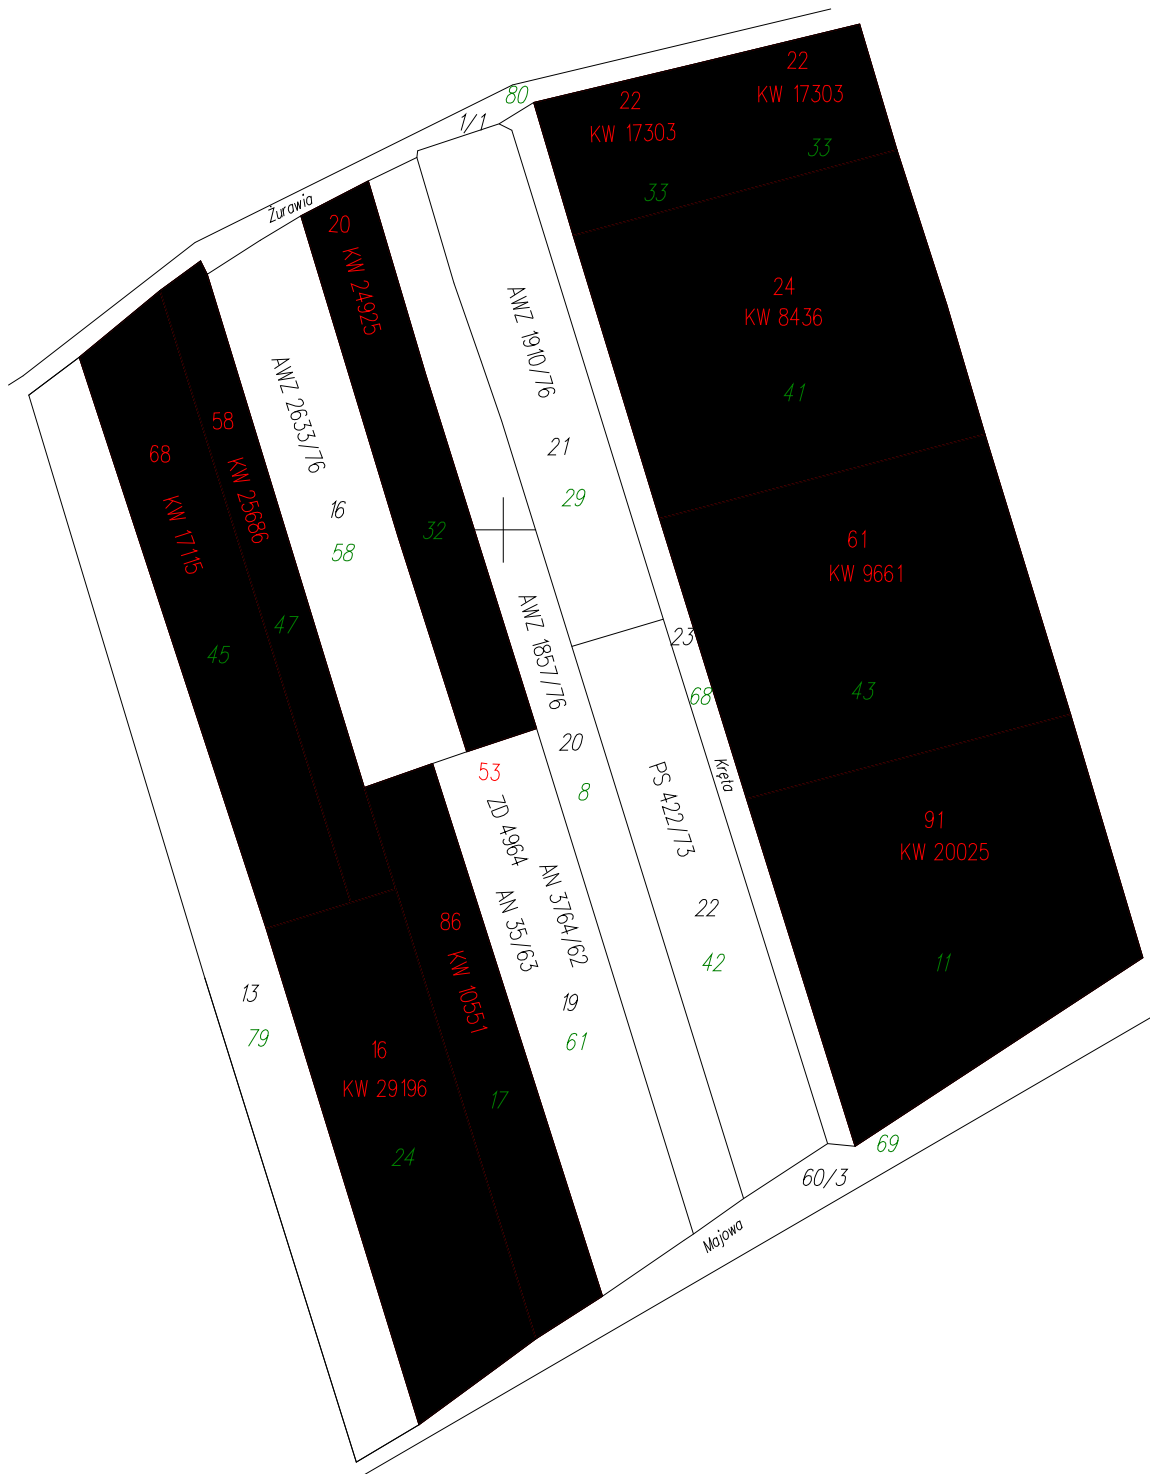 80
1/1
Żurawia
22
KW 17303
22
KW 17303
33
33
20
KW 24925
32
24
KW 8436
41
AWZ 1910/76
21
29
AWZ 2633/76
16
58
58
KW 25686
47
68
KW 17115
45
61
KW 9661
43
AWZ 1857/76
20
8
23
68
Kręta
PS 422/73
22
42
53
ZD 4964
AN 3764/62
AN 35/63
19
61
91
KW 20025
11
86
KW 10551
17
13
79
16
KW 29196
24
69
60/3
Majowa